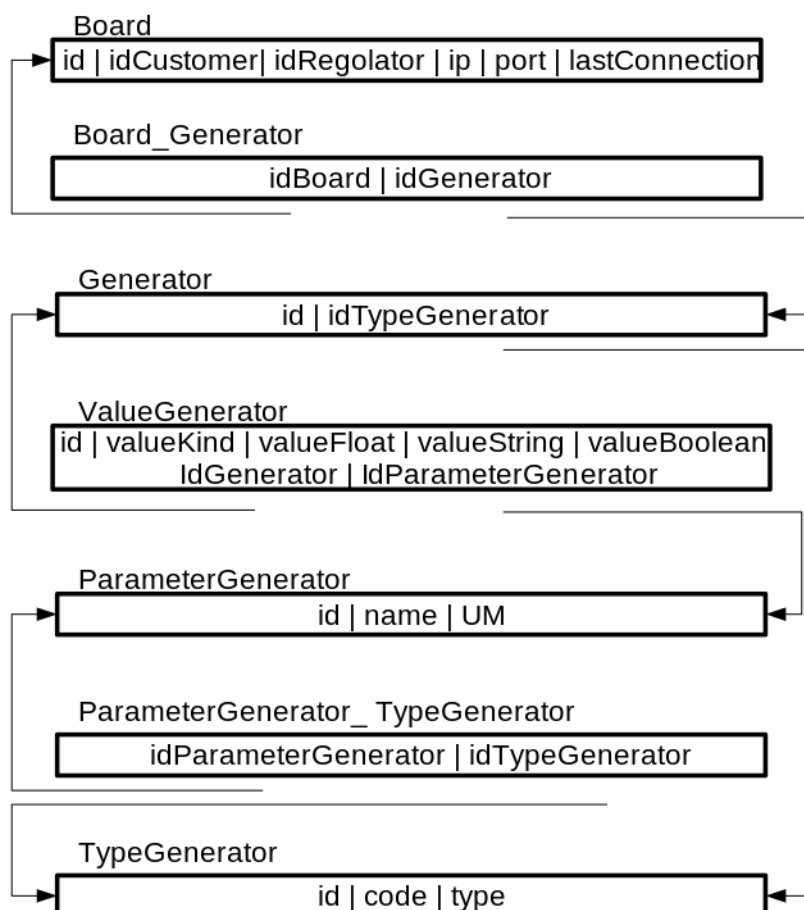 Board
id | idCustomer| idRegolator | ip | port | lastConnection
Board_Generator
idBoard | idGenerator
Generator
id | idTypeGenerator
ValueGenerator
id | valueKind | valueFloat | valueString | valueBoolean
IdGenerator | IdParameterGenerator
ParameterGenerator
id | name | UM
ParameterGenerator_ TypeGenerator
idParameterGenerator | idTypeGenerator
TypeGenerator
id | code | type